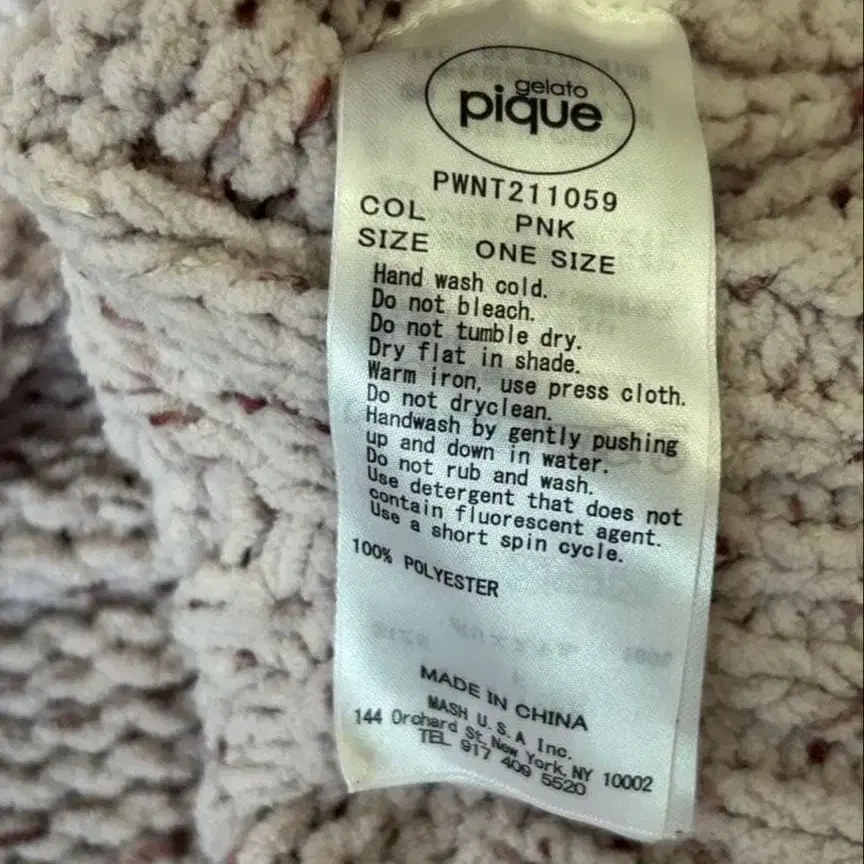 gelato
pique
PWNT211059
COL PNK
SIZE ONE SIZE
Hand wash cold.
Do not bleach.
Do not tumble dry.
Dry flat in shade.
Warm iron, use press cloth.
Do not dryclean.
Handwash by gently pushing
up and down in water.
Do not rub and wash.
Use detergent that does not
contain fluorescent agent.
Use a short spin cycle.
100% POLYESTER
MADE IN CHINA
MASH U.S.A Inc.
144 Orchard St, New York, NY 10002
TEL 917 409 5520